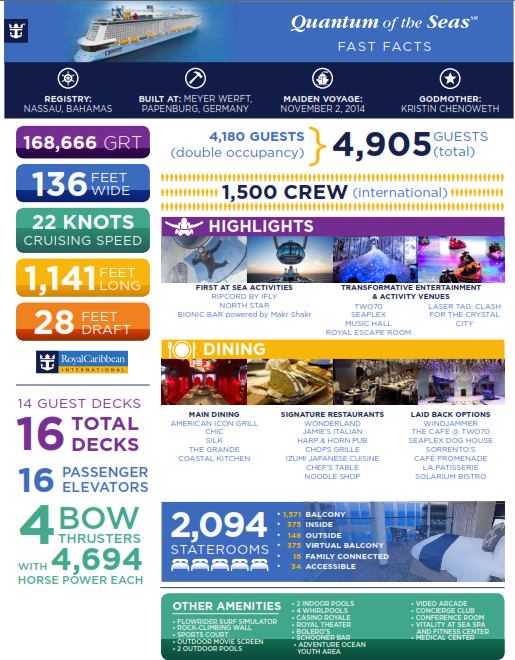 Quantum of the Seas℠
FAST FACTS
REGISTRY:
NASSAU, BAHAMAS
BUILT AT: MEYER WERFT,
PAPENBURG, GERMANY
MAIDEN VOYAGE:
NOVEMBER 2, 2014
GODMOTHER:
KRISTIN CHENOWETH
168,666 GRT
136 FEET
WIDE
22 KNOTS
CRUISING SPEED
1,141 FEET
LONG
28 FEET
DRAFT
RoyalCaribbean
INTERNATIONAL
14 GUEST DECKS
16 TOTAL
DECKS
16 PASSENGER
ELEVATORS
4 BOW
THRUSTERS
WITH 4,694
HORSE POWER EACH
4,180 GUESTS
(double occupancy)
4,905 GUESTS
(total)
1,500 CREW (international)
HIGHLIGHTS
FIRST AT SEA ACTIVITIES
RIPCORD BY IFLY
NORTH STAR
BIONIC BAR powered by Makr Shakr
TRANSFORMATIVE ENTERTAINMENT
& ACTIVITY VENUES
TWO70
SEAPLEX
MUSIC HALL
ROYAL ESCAPE ROOM
LASER TAG: CLASH
FOR THE CRYSTAL
CITY
DINING
MAIN DINING
AMERICAN ICON GRILL
CHIC
SILK
THE GRANDE
COASTAL KITCHEN
SIGNATURE RESTAURANTS
WONDERLAND
JAMIE'S ITALIAN
HARP & HORN PUB
CHOPS GRILLE
IZUMI JAPANESE CUISINE
CHEF'S TABLE
NOODLE SHOP
LAID BACK OPTIONS
WINDJAMMER
THE CAFÉ @ TWO70
SEAPLEX DOG HOUSE
SORRENTO'S
CAFÉ PROMENADE
LA PATISSERIE
SOLARIUM BISTRO
2,094
STATEROOMS
• 1,571 BALCONY
• 375 INSIDE
• 148 OUTSIDE
• 375 VIRTUAL BALCONY
• 16 FAMILY CONNECTED
• 34 ACCESSIBLE
OTHER AMENITIES
• FLOWRIDER SURF SIMULATOR
• ROCK-CLIMBING WALL
• SPORTS COURT
• OUTDOOR MOVIE SCREEN
• 2 OUTDOOR POOLS
• 2 INDOOR POOLS
• 4 WHIRLPOOLS
• CASINO ROYALE
• ROYAL THEATER
• BOLERO'S
• SCHOONER BAR
• ADVENTURE OCEAN
YOUTH AREA
• VIDEO ARCADE
• CONCIERGE CLUB
• CONFERENCE ROOM
• VITALITY AT SEA SPA
AND FITNESS CENTER
• MEDICAL CENTER